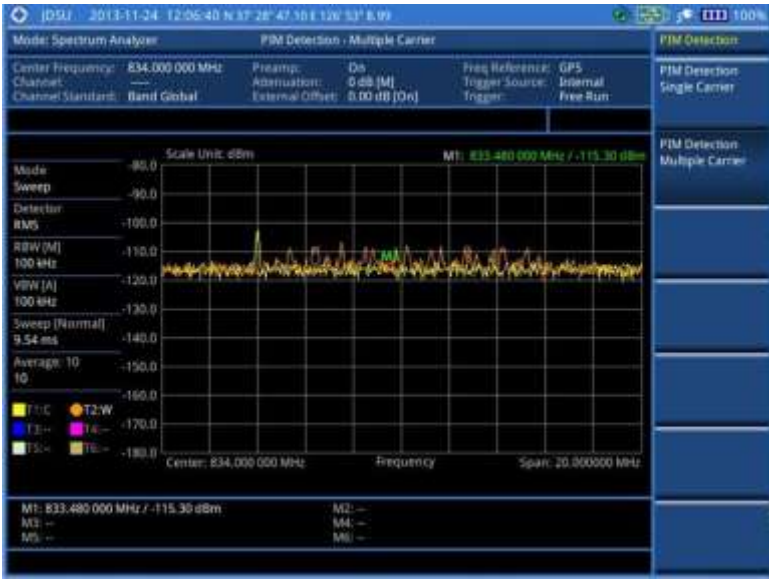 JDSU 2013-11-24 12:06:40 N 37° 28' 47.10 E 126° 53" 8.99 100%
Mode: Spectrum Analyzer PIM Detection - Multiple Carrier PIM Detection
Center Frequency: 834.000 000 MHz Preamp: On Freq Reference: GPS
Channel: --- Attenuation: 0 dB [M] Trigger Source: Internal
Channel Standard: Band Global External Offset: 0.00 dB [On] Trigger: Free Run
PIM Detection
Single Carrier
PIM Detection
Multiple Carrier
Scale Unit: dBm M1: 833.480 000 MHz / -115.30 dBm
Mode
Sweep
Detector
RMS
RBW [M]
100 kHz
VBW [A]
100 kHz
Sweep [Normal]
9.54 ms
Average: 10
10
T1:C T2:W
T3:-- T4:--
T5:-- T6:--
-80.0
-90.0
-100.0
-110.0
-120.0
-130.0
-140.0
-150.0
-160.0
-170.0
-180.0
M1
Center: 834.000 000 MHz Frequency Span: 20.000000 MHz
M1: 833.480 000 MHz / -115.30 dBm M2: --
M3: -- M4: --
M5: -- M6: --